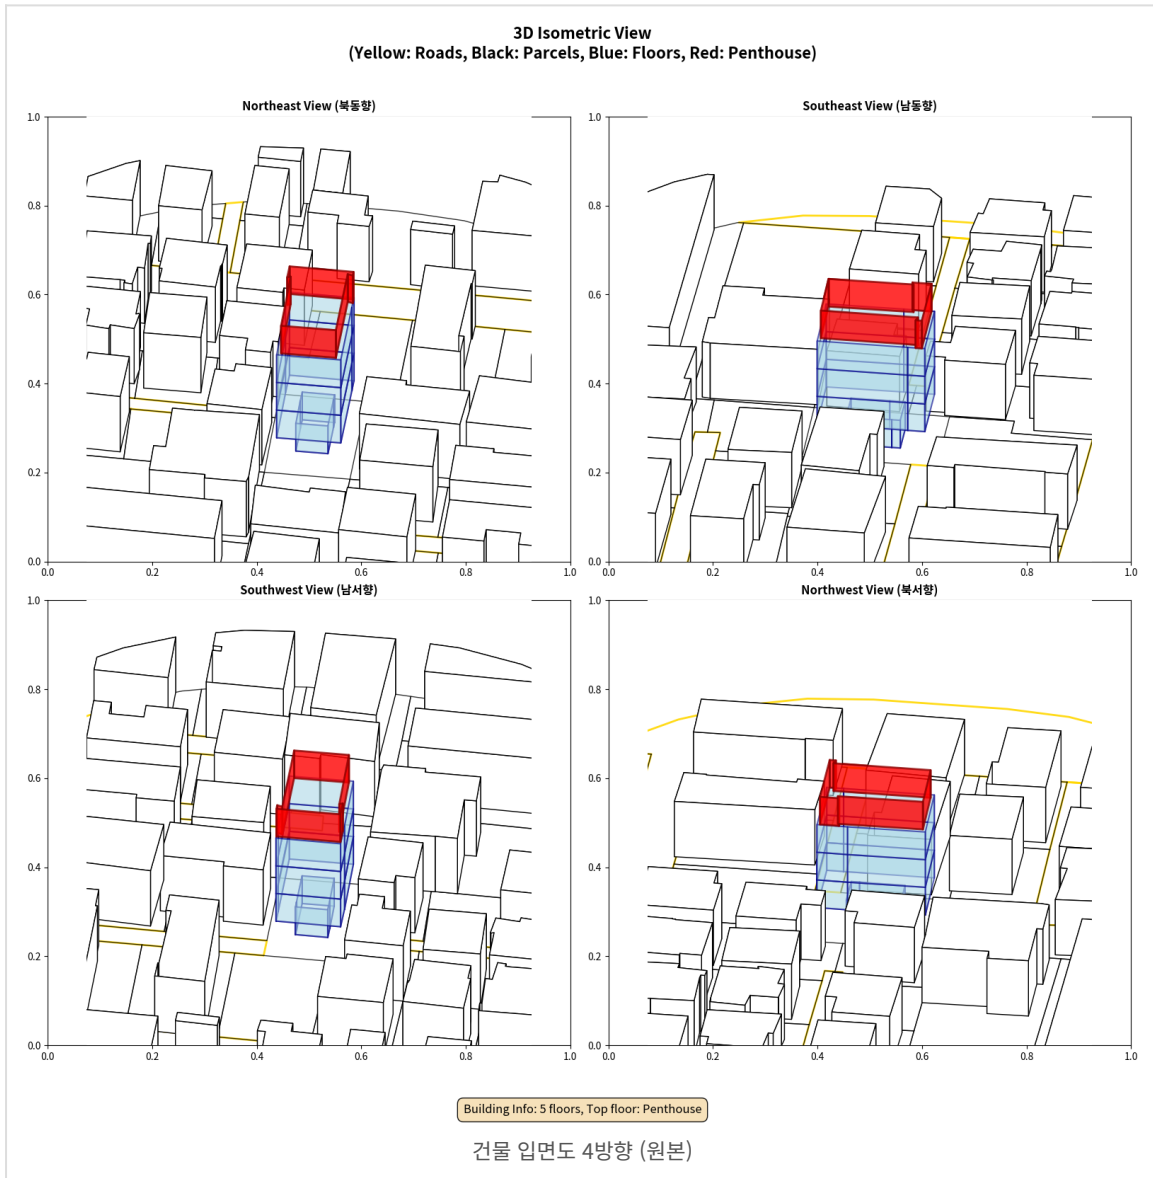 3D Isometric View
(Yellow: Roads, Black: Parcels, Blue: Floors, Red: Penthouse)
Northeast View (북동향)
1.0
0.8
0.6
0.4
0.2
0.0
0.0 0.2 0.4 0.6 0.8 1.0
Southeast View (남동향)
1.0
0.8
0.6
0.4
0.2
0.0
0.0 0.2 0.4 0.6 0.8 1.0
Southwest View (남서향)
1.0
0.8
0.6
0.4
0.2
0.0
0.0 0.2 0.4 0.6 0.8 1.0
Northwest View (북서향)
1.0
0.8
0.6
0.4
0.2
0.0
0.0 0.2 0.4 0.6 0.8 1.0
Building Info: 5 floors, Top floor: Penthouse
건물 입면도 4방향 (원본)